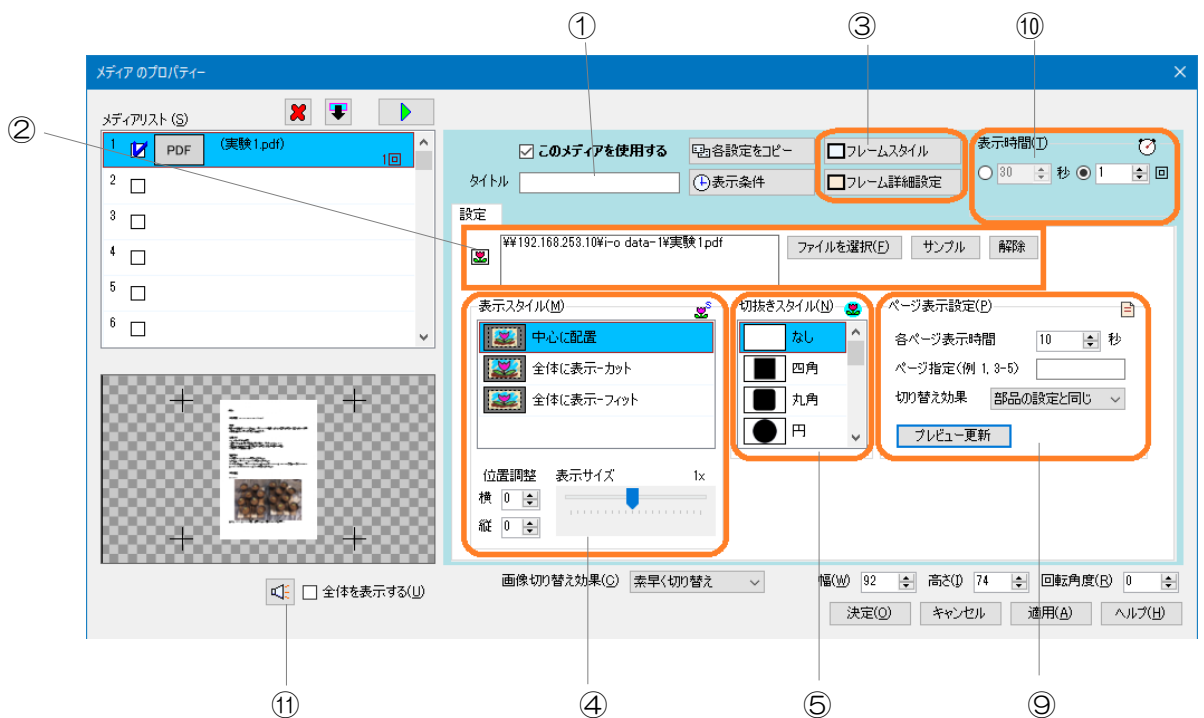 ① ③ ⑩
メディア のプロパティー
②
メディアリスト (S)
1 PDF (実験1.pdf) 1回
2
3
4
5
6
このメディアを使用する
各設定をコピー
フレームスタイル
タイトル
表示条件
フレーム詳細設定
表示時間(T)
30 秒 1 回
設定
¥¥192.168.253.10¥i-o data-1¥実験1.pdf
ファイルを選択(F) サンプル 解除
表示スタイル(M)
S
中心に配置
全体に表示-カット
全体に表示-フィット
位置調整 表示サイズ 1x
横 0
縦 0
切抜きスタイル(N)
なし
四角
丸角
円
ページ表示設定(P)
各ページ表示時間 10 秒
ページ指定(例 1, 3-5)
切り替え効果 部品の設定と同じ
プレビュー更新
全体を表示する(U)
画像切り替え効果(C) 素早く切り替え
幅(W) 92 高さ(I) 74 回転角度(R) 0
決定(O) キャンセル 適用(A) ヘルプ(H)
⑪ ④ ⑤ ⑨